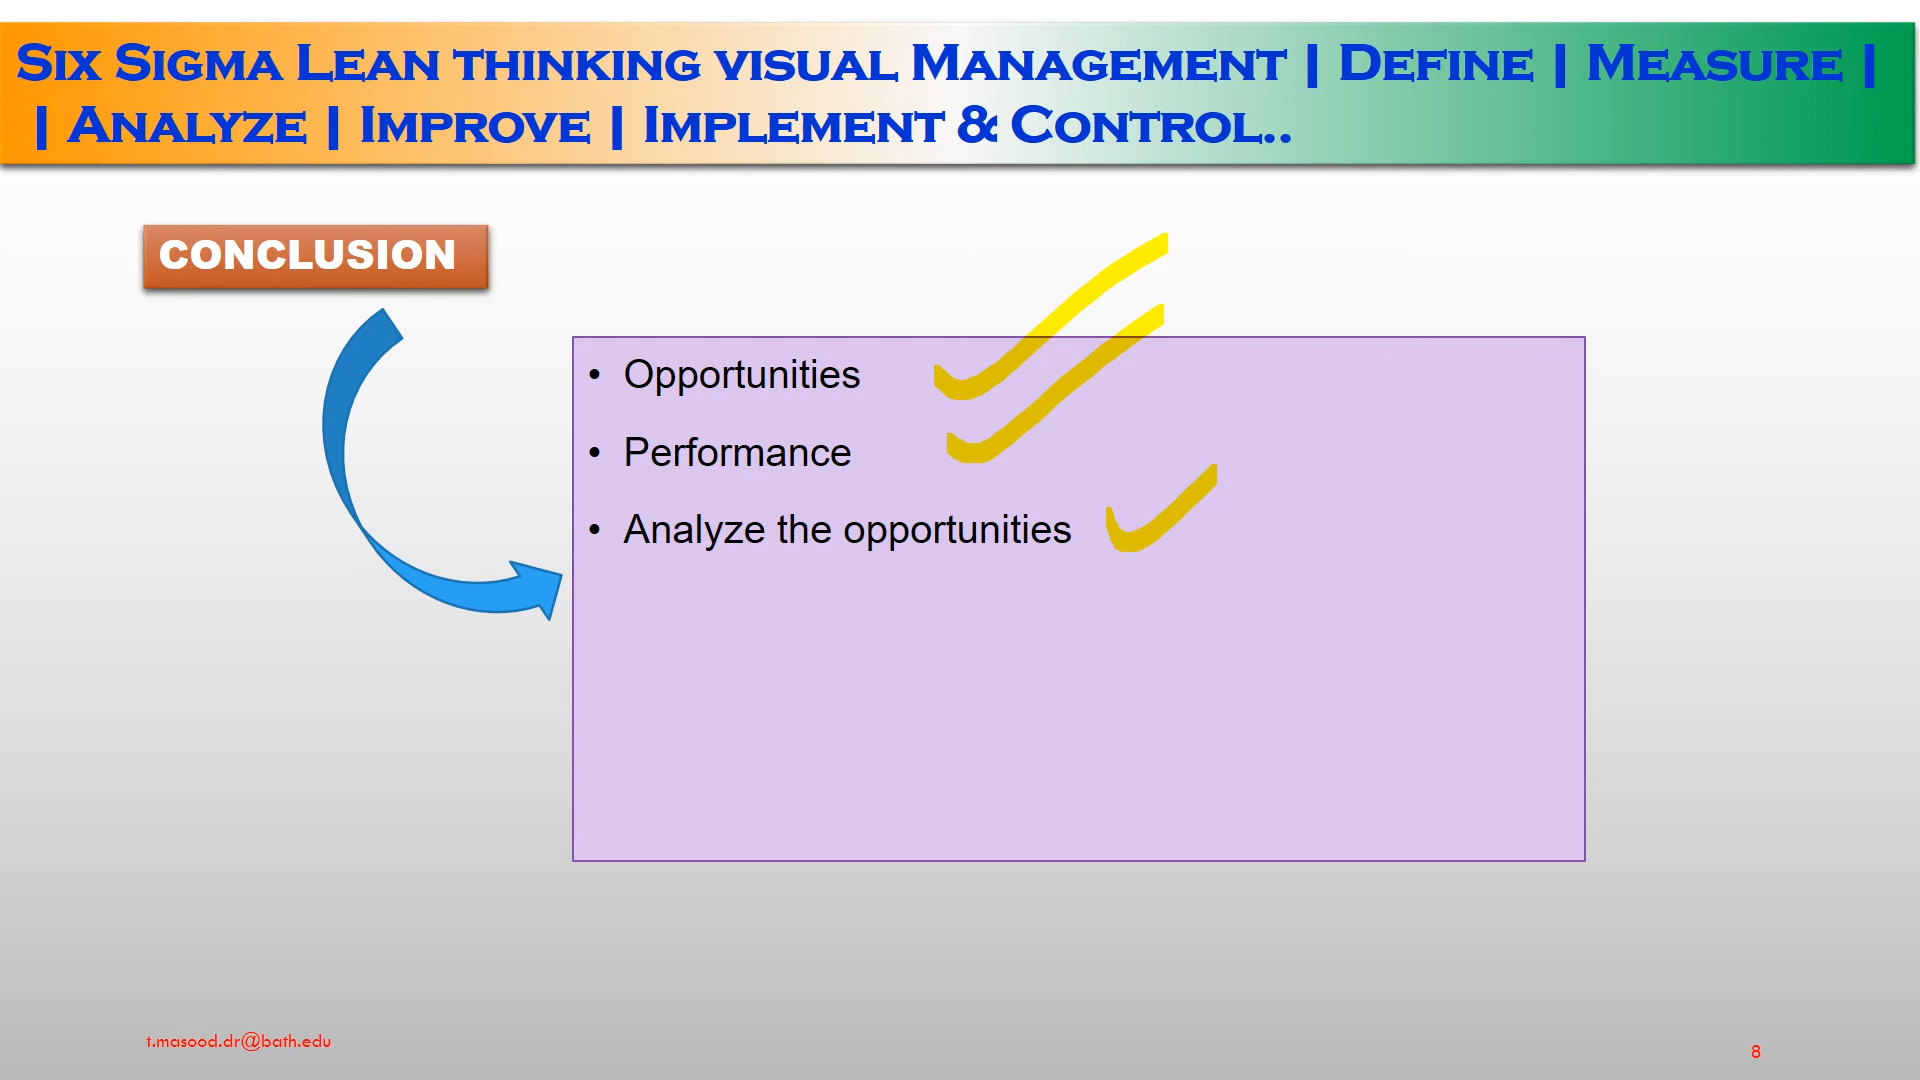 Six Sigma Lean thinking visual Management | Define | Measure |
| Analyze | Improve | Implement & Control..
CONCLUSION
• Opportunities
• Performance
• Analyze the opportunities
t.masood.dr@bath.edu
8